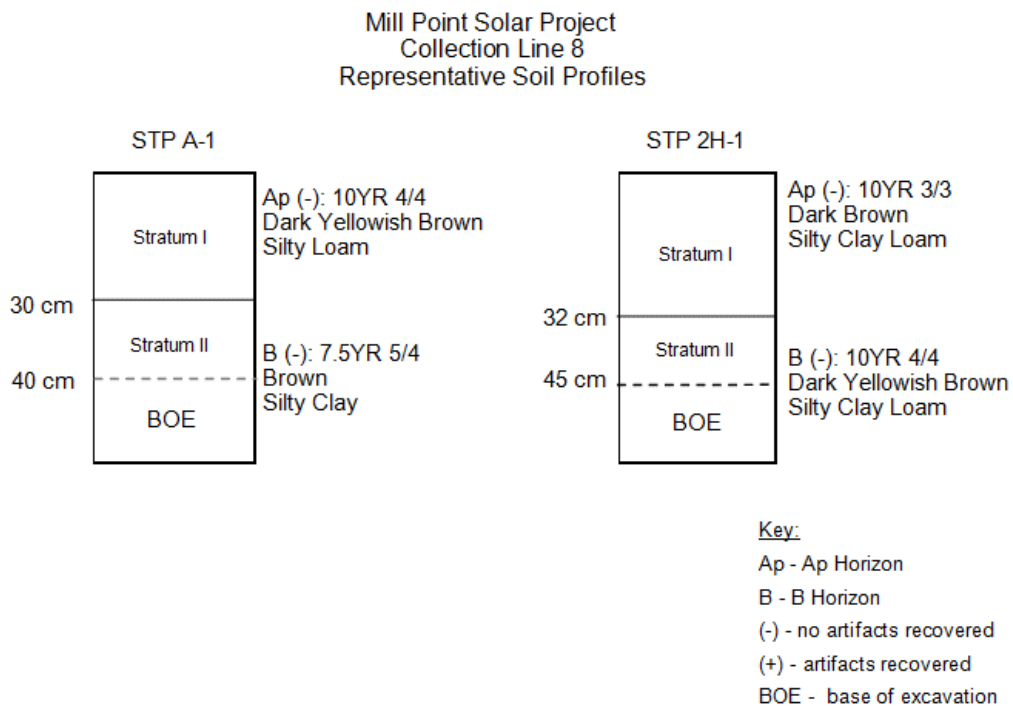 Mill Point Solar Project
Collection Line 8
Representative Soil Profiles
STP A-1
Stratum I
Ap (-): 10YR 4/4
Dark Yellowish Brown
Silty Loam
30 cm
Stratum II
B (-): 7.5YR 5/4
Brown
Silty Clay
40 cm
BOE
STP 2H-1
Stratum I
Ap (-): 10YR 3/3
Dark Brown
Silty Clay Loam
32 cm
Stratum II
B (-): 10YR 4/4
Dark Yellowish Brown
Silty Clay Loam
45 cm
BOE
Key:
Ap - Ap Horizon
B - B Horizon
(-) - no artifacts recovered
(+) - artifacts recovered
BOE - base of excavation